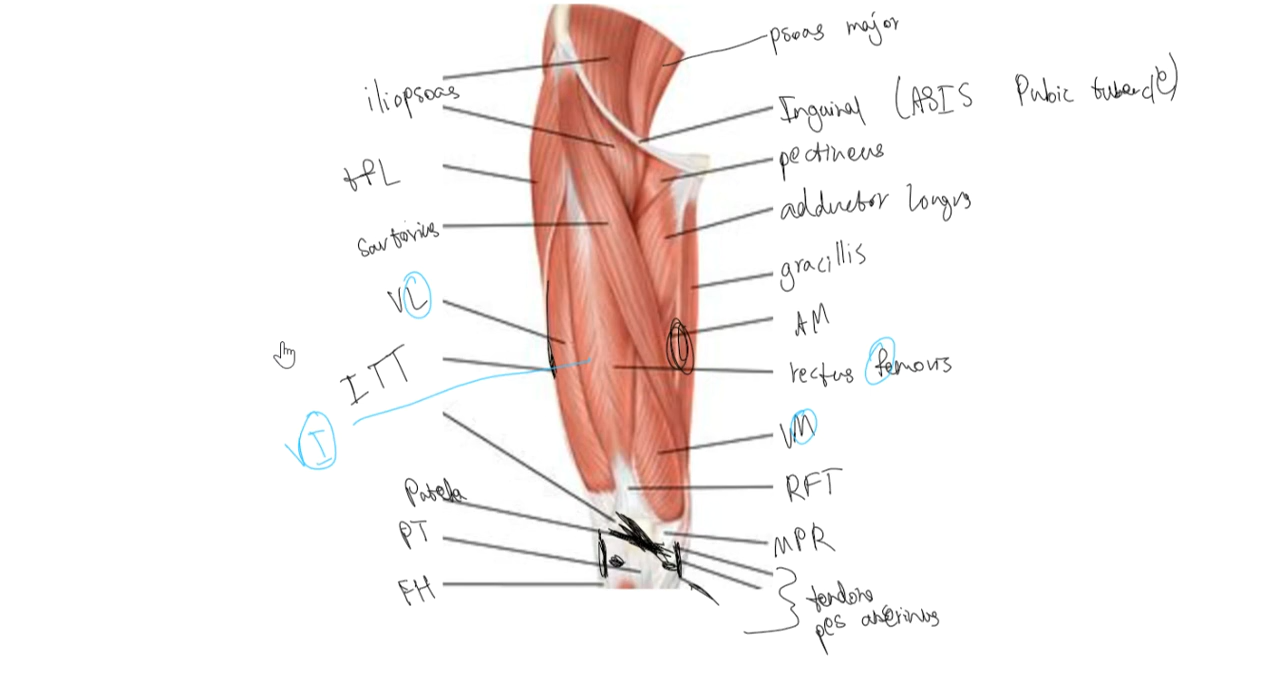 psoas major
iliopsoas
Inguinal (ASIS Pubic tubercle)
pectineus
tFL
adductor longus
sartorius
gracillis
VL
AM
ITT
rectus femoris
VI
VM
Patella
RFT
PT
MPR
FH
tendons
pes anserinus